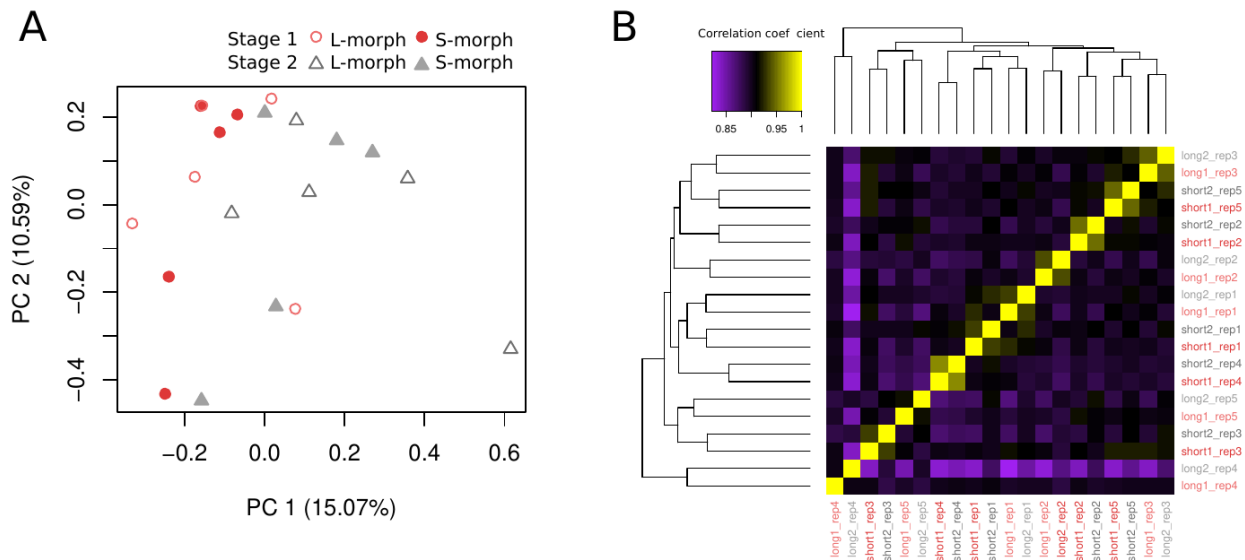 A
Stage 1 L-morph S-morph
Stage 2 L-morph S-morph
PC 2 (10.59%)
0.2
0.0
−0.2
−0.4
−0.2 0.0 0.2 0.4 0.6
PC 1 (15.07%)
B
Correlation coef cient
0.85 0.95 1
long2_rep3
long1_rep3
short2_rep5
short1_rep5
short2_rep2
short1_rep2
long2_rep2
long1_rep2
long2_rep1
long1_rep1
short2_rep1
short1_rep1
short2_rep4
short1_rep4
long2_rep5
long1_rep5
short2_rep3
short1_rep3
long2_rep4
long1_rep4
long1_rep4
long2_rep4
short1_rep3
short2_rep3
long1_rep5
long2_rep5
short1_rep4
short2_rep4
short1_rep1
short2_rep1
long1_rep1
long2_rep1
long1_rep2
long2_rep2
short1_rep2
short2_rep2
short1_rep5
short2_rep5
long1_rep3
long2_rep3